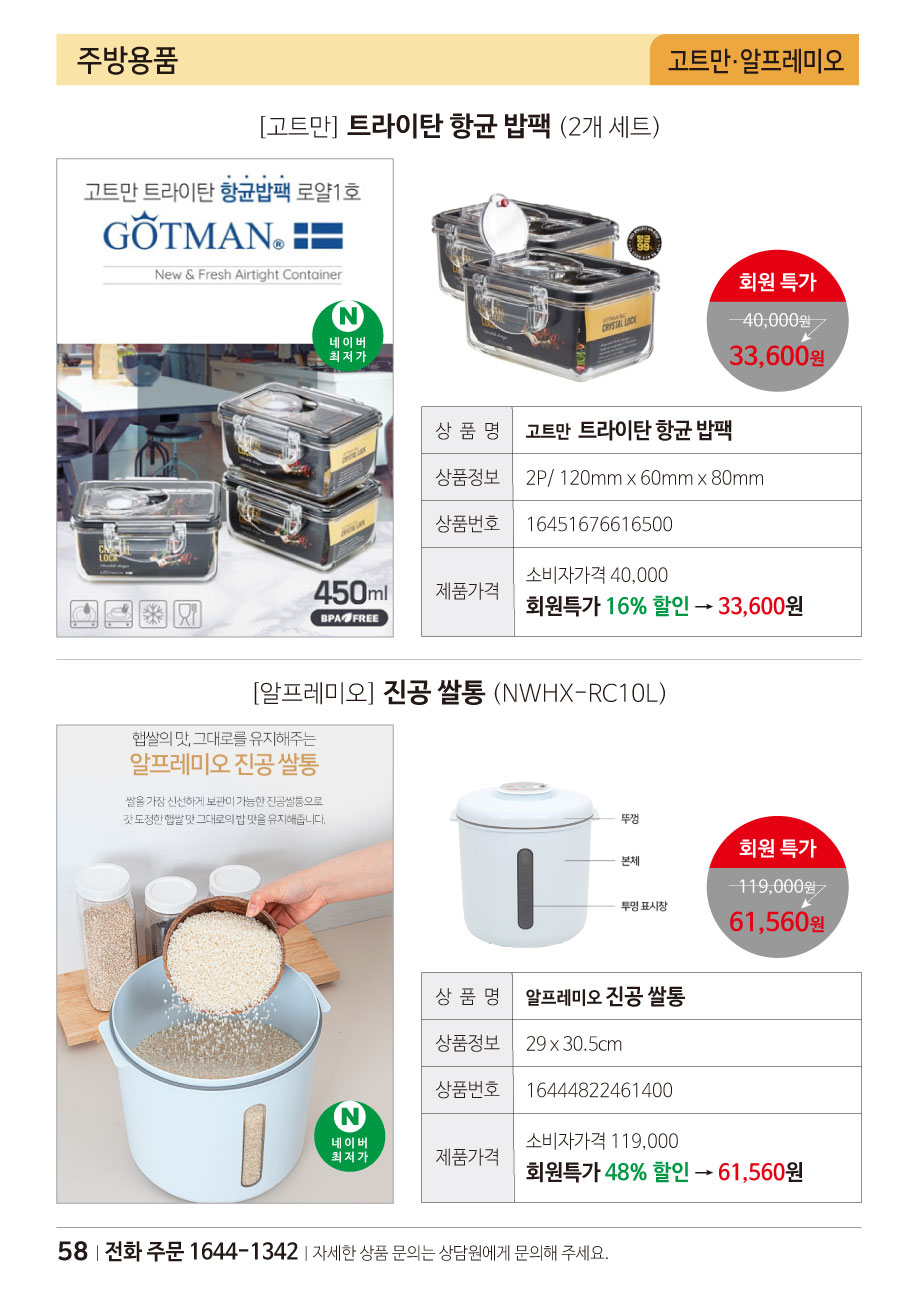 주방용품
고트만·알프레미오
[고트만] 트라이탄 항균 밥팩 (2개 세트)
고트만 트라이탄 항균밥팩 로얄1호
GOTMAN®
New & Fresh Airtight Container
N
네이버
최저가
CRYSTAL LOCK
CRYSTAL LOCK
CRYSTAL
LOCK
GOTMAN
450ml
BPA FREE
항균
99
CRYSTAL LOCK
회원 특가
40,000원
33,600원
상 품 명 고트만 트라이탄 항균 밥팩
상품정보 2P/ 120mm x 60mm x 80mm
상품번호 16451676616500
제품가격 소비자가격 40,000
회원특가 16% 할인 → 33,600원
[알프레미오] 진공 쌀통 (NWHX-RC10L)
햅쌀의 맛, 그대로를 유지해주는
알프레미오 진공 쌀통
쌀을 가장 신선하게 보관이 가능한 진공쌀통으로
갓 도정한 햅쌀 맛 그대로의 밥 맛을 유지해줍니다.
N
네이버
최저가
뚜껑
본체
투명 표시창
회원 특가
119,000원
61,560원
상 품 명 알프레미오 진공 쌀통
상품정보 29 x 30.5cm
상품번호 16444822461400
제품가격 소비자가격 119,000
회원특가 48% 할인 → 61,560원
58 | 전화 주문 1644-1342 | 자세한 상품 문의는 상담원에게 문의해 주세요.